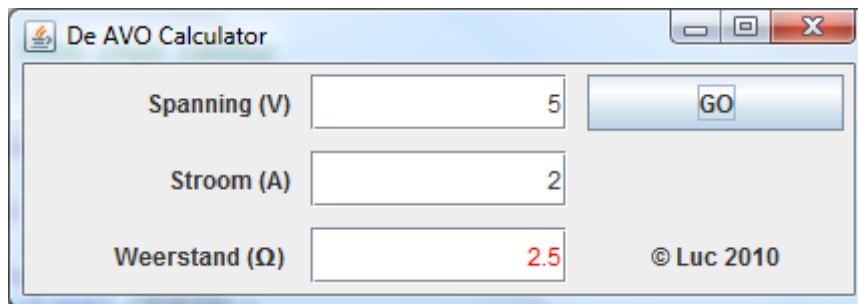 De AVO Calculator
Spanning (V) 5 GO
Stroom (A) 2
Weerstand (Ω) 2.5 © Luc 2010